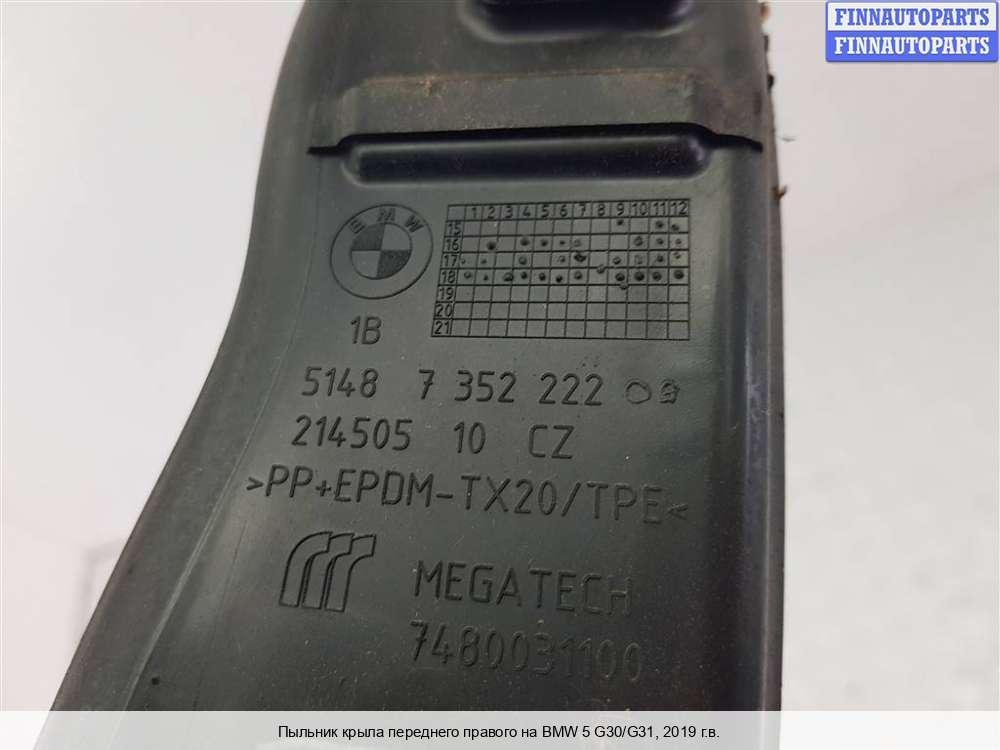 FINNAUTOPARTS
FINNAUTOPARTS
BMW
1 2 3 4 5 6 7 8 9 10 11 12
15
16
17
18
19
20
21
1B
5148 7 352 222 09
214505 10 CZ
>PP+EPDM-TX20/TPE<
MEGATECH
7480031100
Пыльник крыла переднего правого на BMW 5 G30/G31, 2019 г.в.